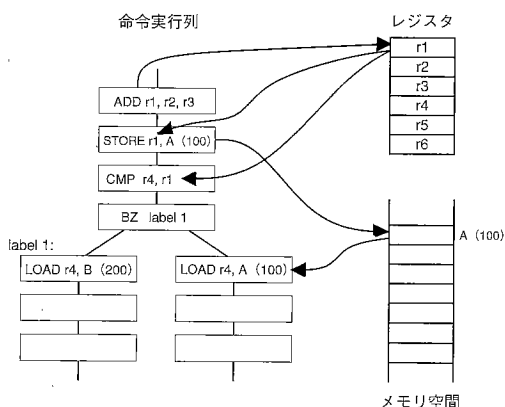 命令実行列
レジスタ
r1
r2
r3
r4
r5
r6
ADD r1, r2, r3
STORE r1, A (100)
CMP r4, r1
BZ label 1
label 1:
LOAD r4, B (200)
LOAD r4, A (100)
A (100)
メモリ空間